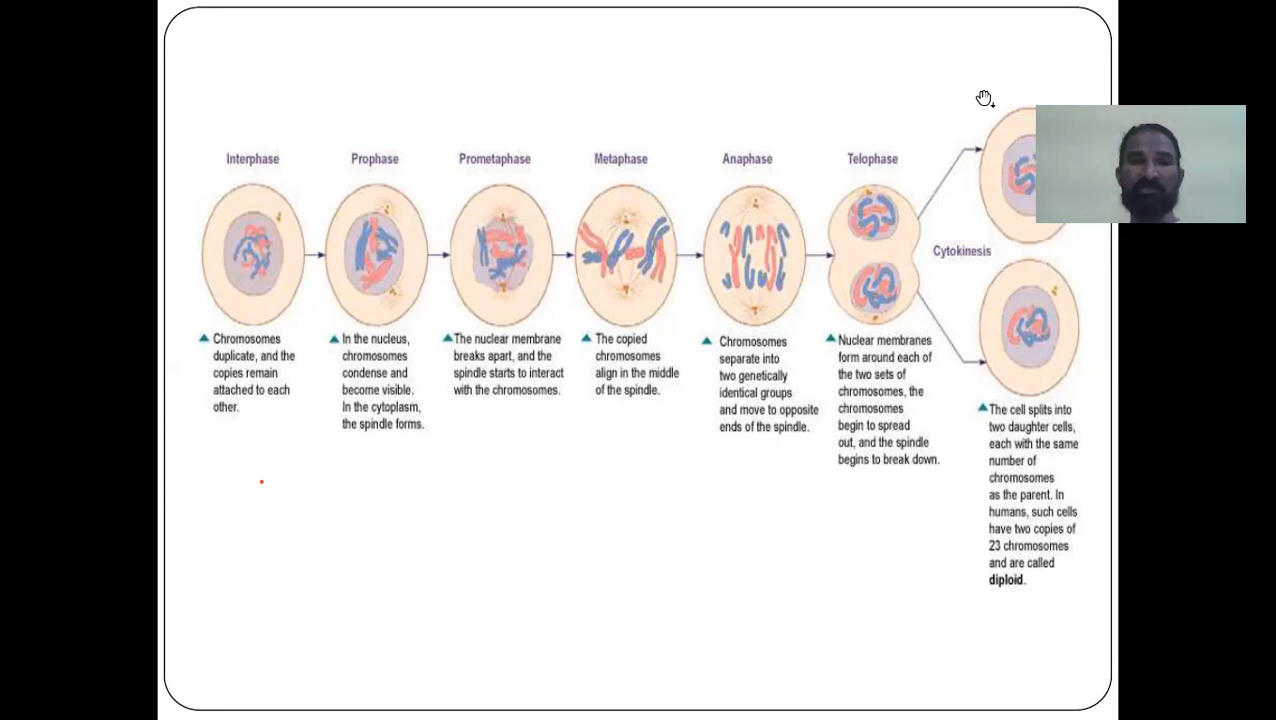 Interphase
Prophase
Prometaphase
Metaphase
Anaphase
Telophase
Cytokinesis
Chromosomes
duplicate, and the
copies remain
attached to each
other.
In the nucleus,
chromosomes
condense and
become visible.
In the cytoplasm,
the spindle forms.
The nuclear membrane
breaks apart, and the
spindle starts to interact
with the chromosomes.
The copied
chromosomes
align in the middle
of the spindle.
Chromosomes
separate into
two genetically
identical groups
and move to opposite
ends of the spindle.
Nuclear membranes
form around each of
the two sets of
chromosomes, the
chromosomes
begin to spread
out, and the spindle
begins to break down.
The cell splits into
two daughter cells,
each with the same
number of
chromosomes
as the parent. In
humans, such cells
have two copies of
23 chromosomes
and are called
diploid.